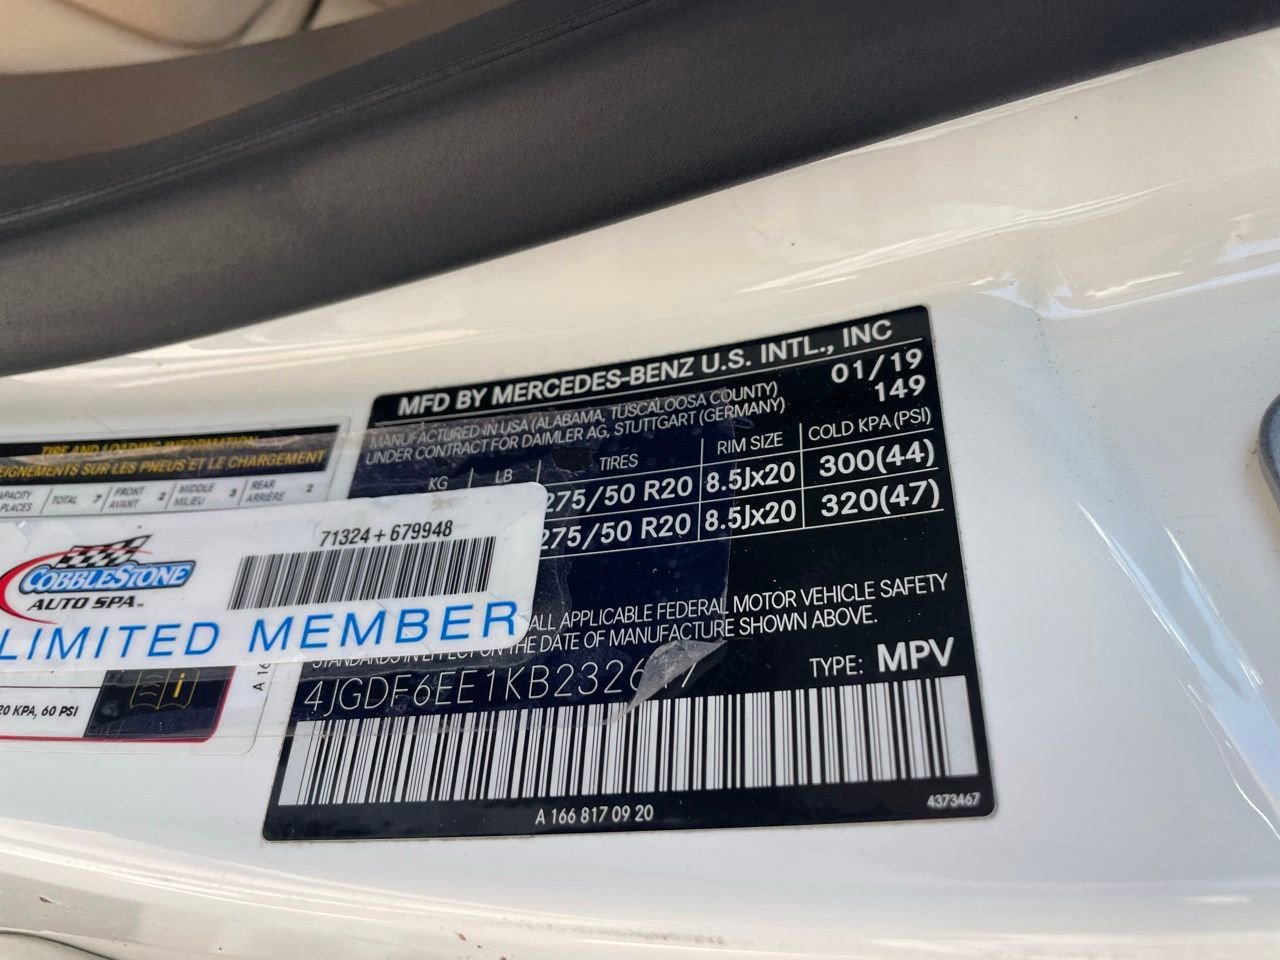 MFD BY MERCEDES-BENZ U.S. INTL., INC
MANUFACTURED IN USA (ALABAMA, TUSCALOOSA COUNTY) 01/19
UNDER CONTRACT FOR DAIMLER AG, STUTTGART (GERMANY) 149
KG LB TIRES RIM SIZE COLD KPA (PSI)
275/50 R20 8.5Jx20 300(44)
275/50 R20 8.5Jx20 320(47)
ALL APPLICABLE FEDERAL MOTOR VEHICLE SAFETY
STANDARDS IN EFFECT ON THE DATE OF MANUFACTURE SHOWN ABOVE.
TYPE: MPV
A 166 817 09 20
4373467
TIRE AND LOADING INFORMATION
EIGNEMENTS SUR LES PNEUS ET LE CHARGEMENT
TOTAL 7 FRONT 2 MIDDLE 3 REAR 2
AVANT MILIEU ARRIÈRE
71324+679948
COBBLESTONE
AUTO SPA™
LIMITED MEMBER
20 KPA, 60 PSI
i
A 16